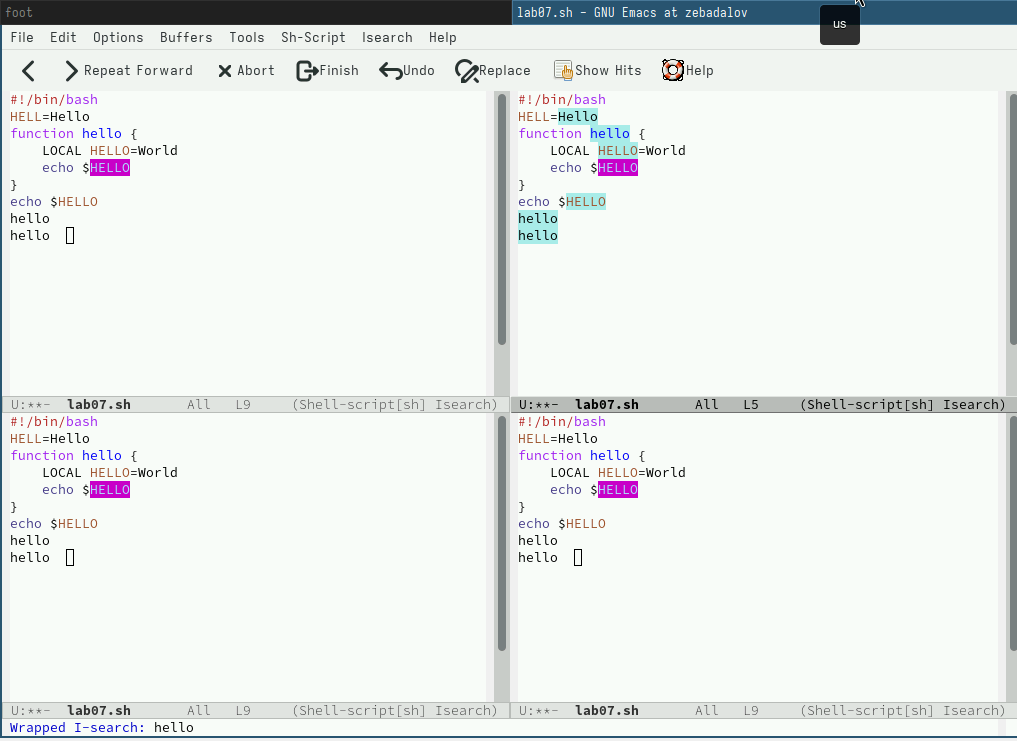 foot
lab07.sh - GNU Emacs at zebadalov
us
File Edit Options Buffers Tools Sh-Script Isearch Help
Repeat Forward Abort Finish Undo Replace Show Hits Help
#!/bin/bash
HELL=Hello
function hello {
    LOCAL HELLO=World
    echo $HELLO
}
echo $HELLO
hello
hello
U:**-  lab07.sh       All   L9     (Shell-script[sh] Isearch)
#!/bin/bash
HELL=Hello
function hello {
    LOCAL HELLO=World
    echo $HELLO
}
echo $HELLO
hello
hello
U:**-  lab07.sh       All   L5     (Shell-script[sh] Isearch)
#!/bin/bash
HELL=Hello
function hello {
    LOCAL HELLO=World
    echo $HELLO
}
echo $HELLO
hello
hello
U:**-  lab07.sh       All   L9     (Shell-script[sh] Isearch)
#!/bin/bash
HELL=Hello
function hello {
    LOCAL HELLO=World
    echo $HELLO
}
echo $HELLO
hello
hello
U:**-  lab07.sh       All   L9     (Shell-script[sh] Isearch)
Wrapped I-search: hello